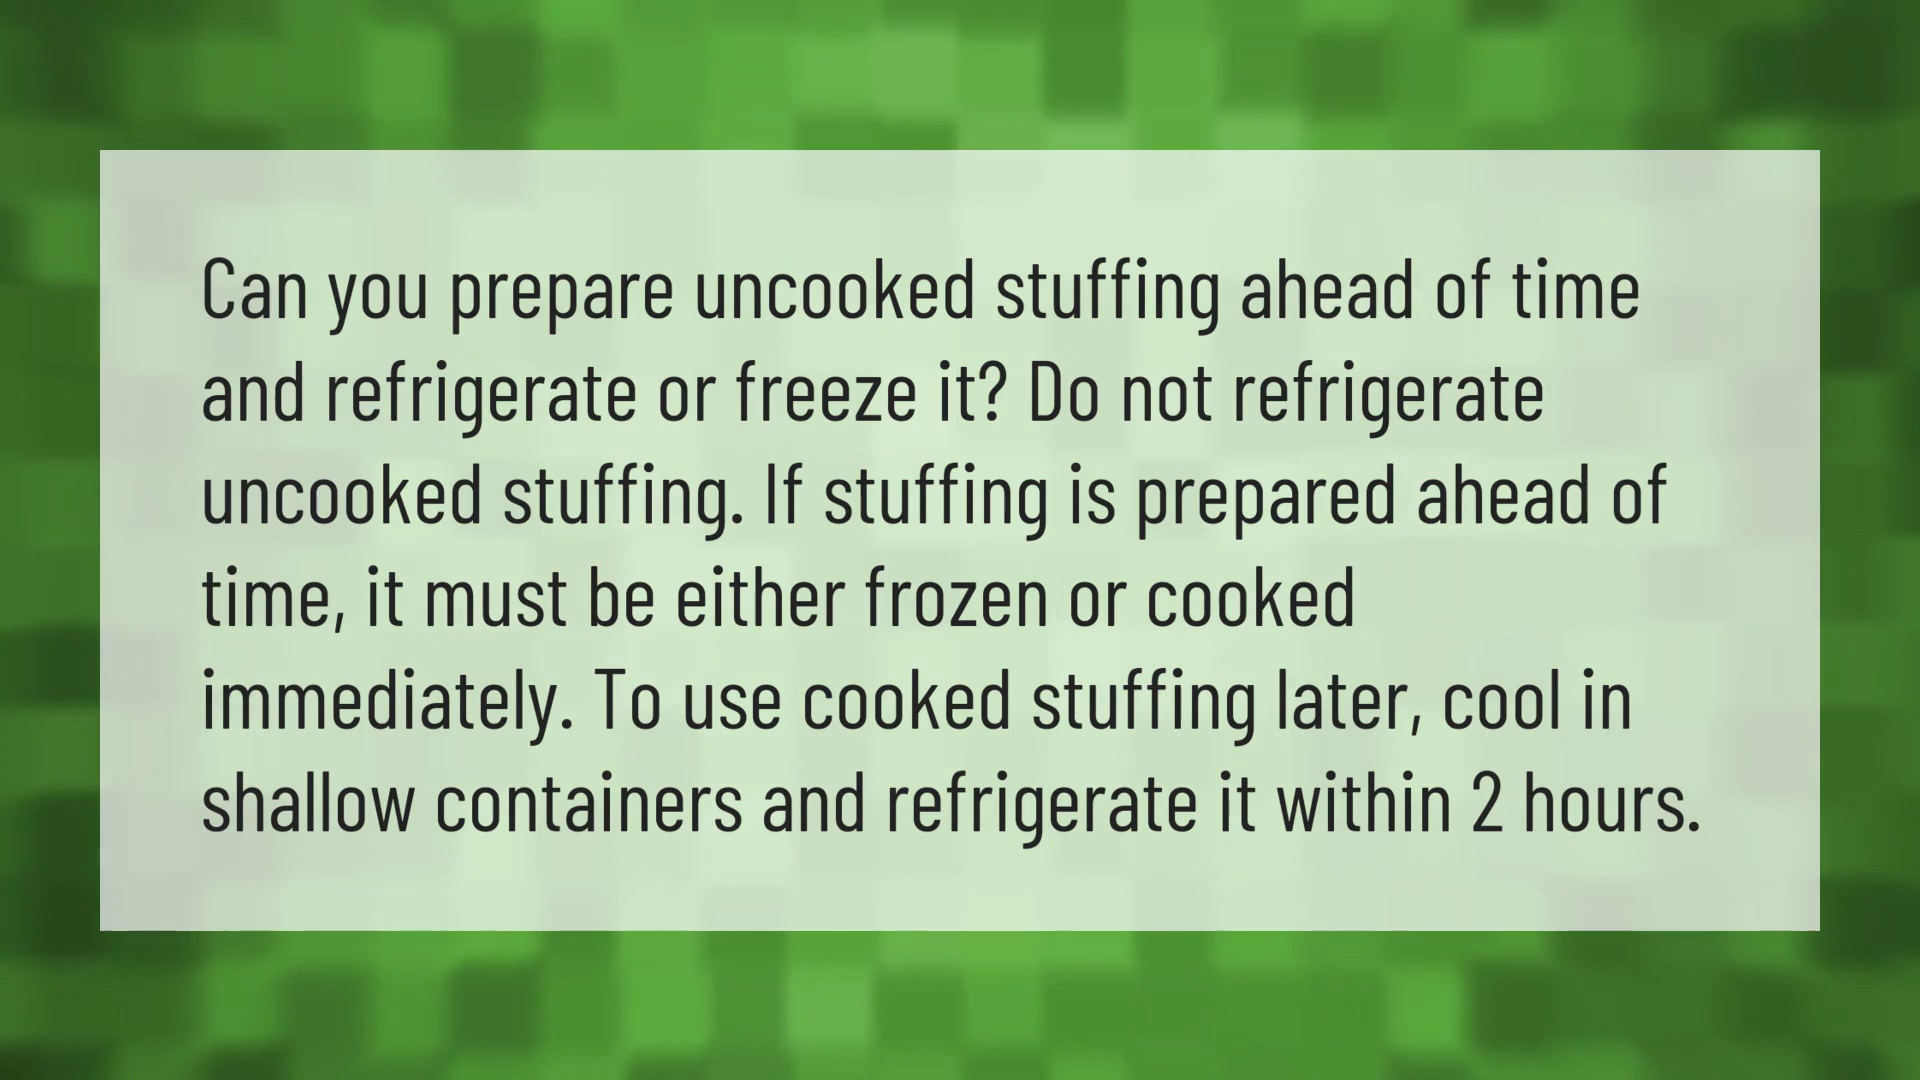 Can you prepare uncooked stuffing ahead of time
and refrigerate or freeze it? Do not refrigerate
uncooked stuffing. If stuffing is prepared ahead of
time, it must be either frozen or cooked
immediately. To use cooked stuffing later, cool in
shallow containers and refrigerate it within 2 hours.